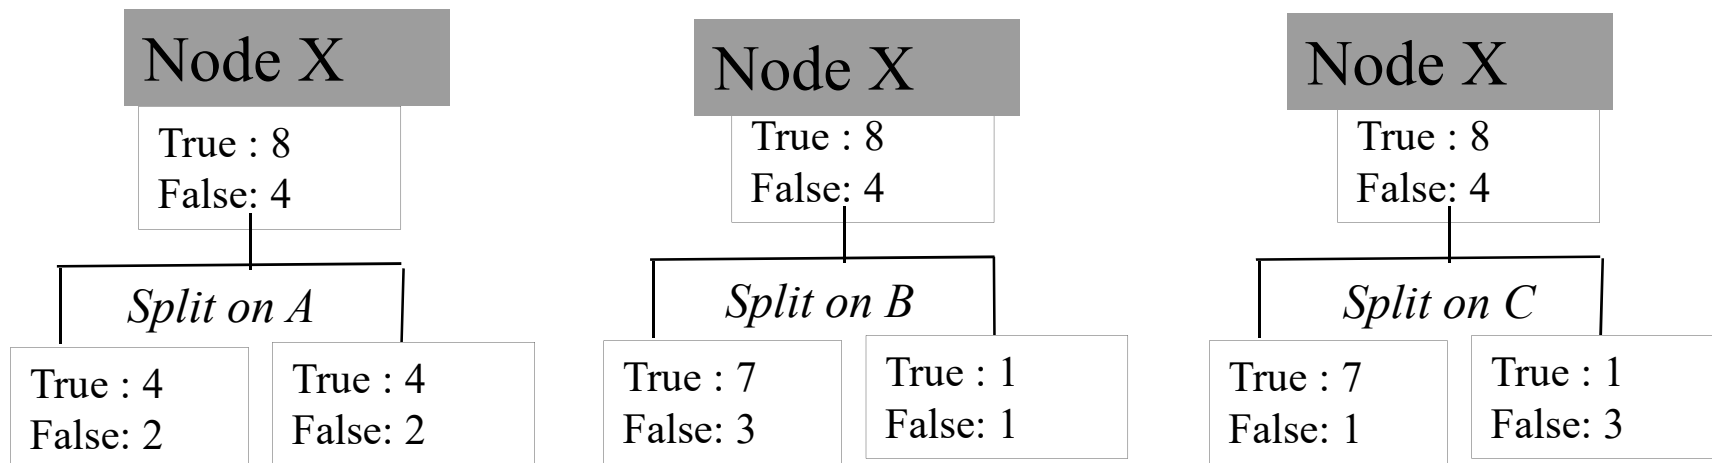 Node X
True : 8
False: 4
Split on A
True : 4
False: 2
True : 4
False: 2
Node X
True : 8
False: 4
Split on B
True : 7
False: 3
True : 1
False: 1
Node X
True : 8
False: 4
Split on C
True : 7
False: 1
True : 1
False: 3